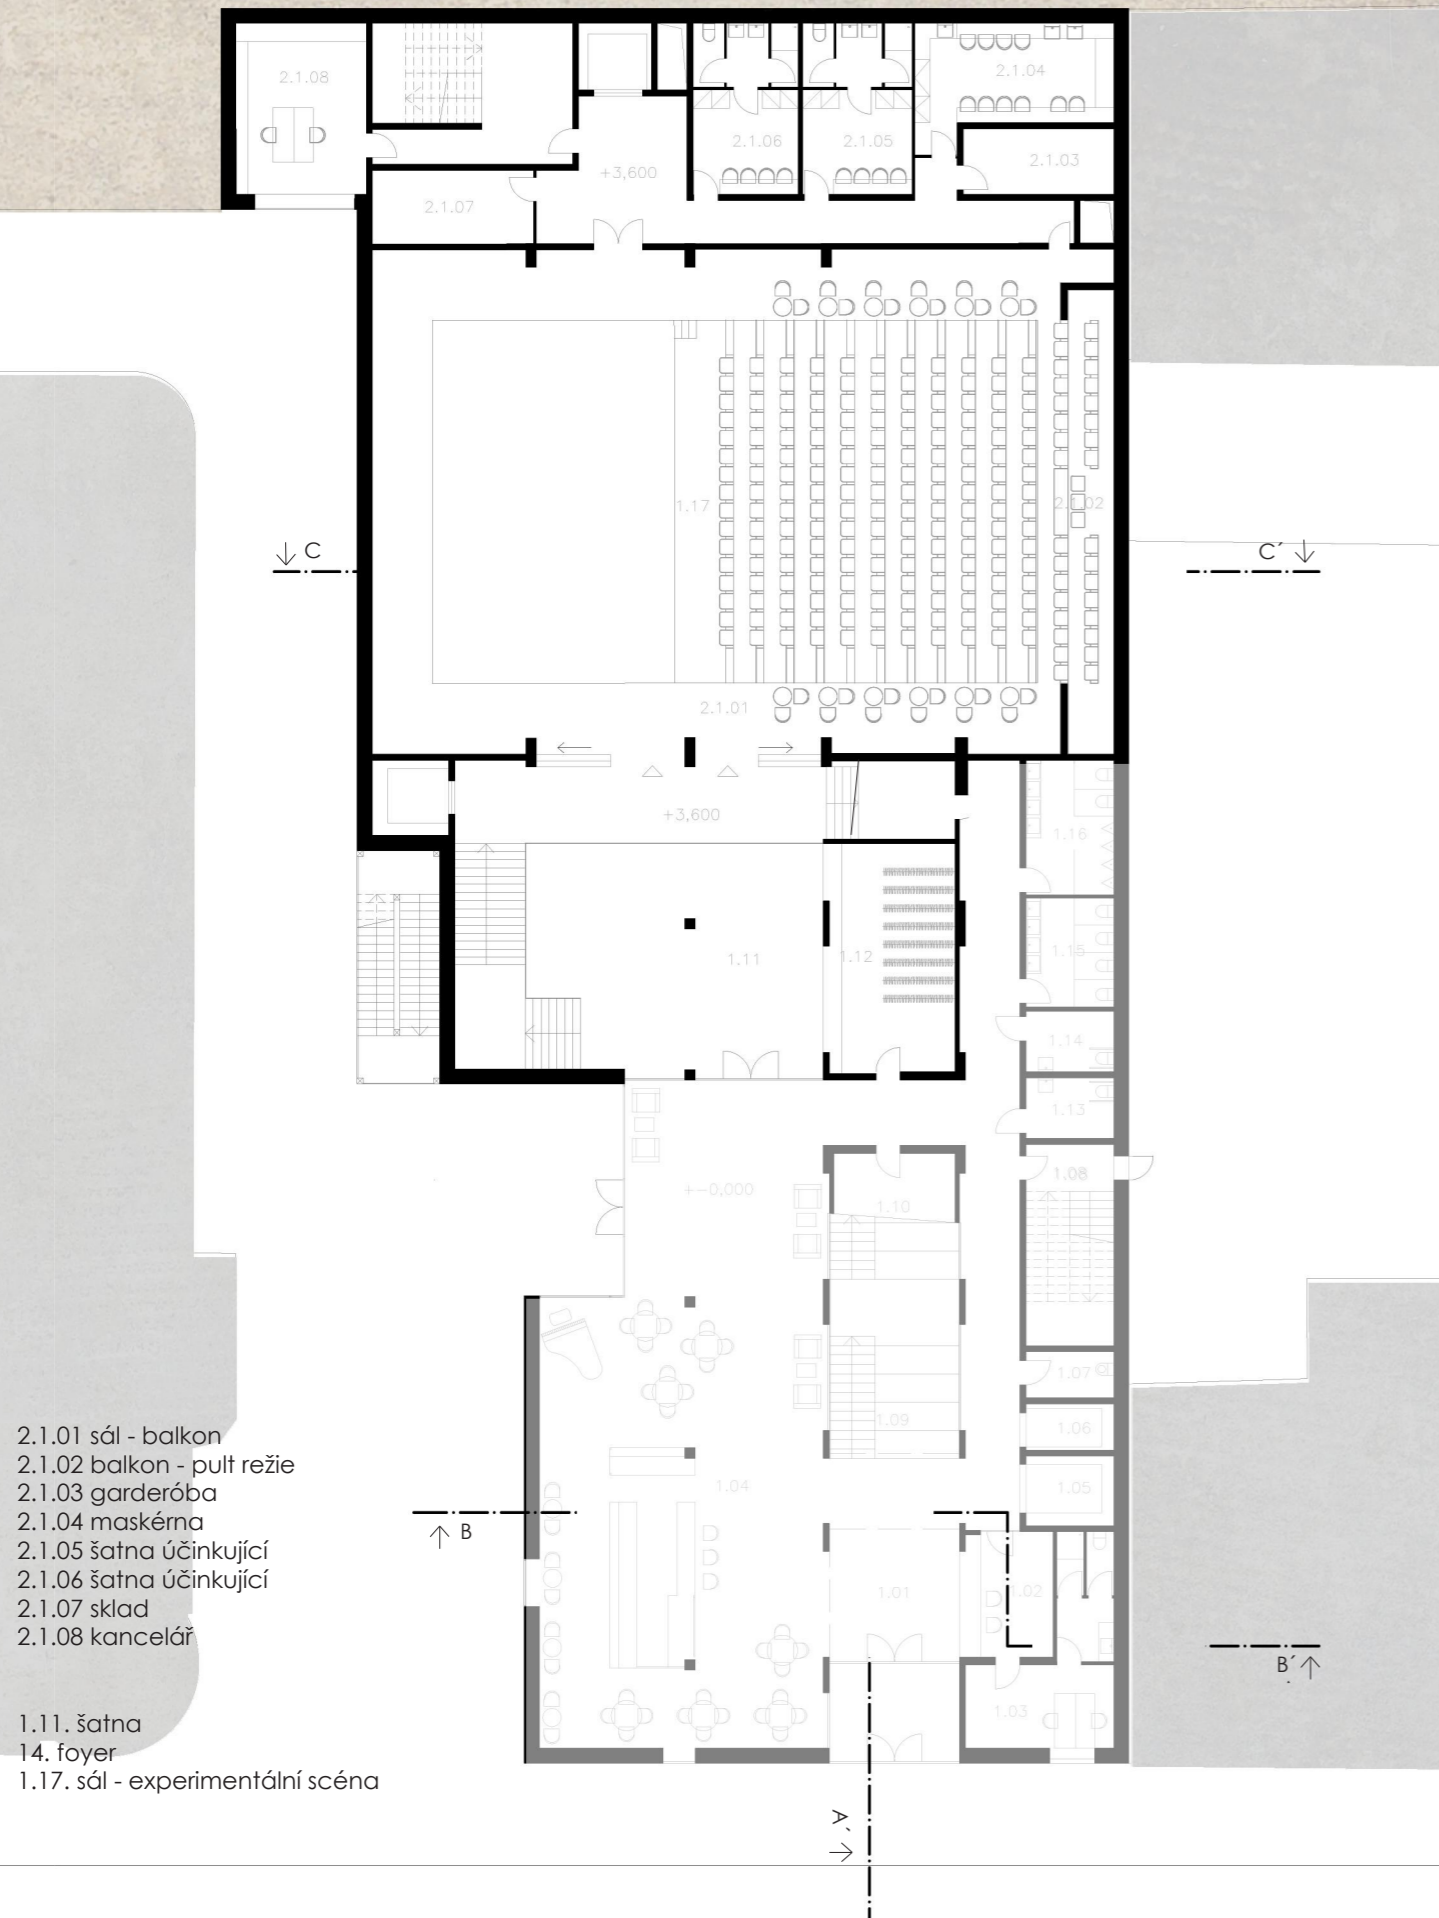 2.1.08
2.1.04
2.1.06
2.1.05
2.1.03
+3,600
2.1.07
1.17
2.1.02
C
C´
2.1.01
+3,600
1.16
1.11
1.12
1.15
1.14
1.13
1.08
+-0,000
1.10
1.07
1.09
1.06
1.04
1.05
B
1.01
1.02
B´
1.03
A´
2.1.01 sál - balkon
2.1.02 balkon - pult režie
2.1.03 garderóba
2.1.04 maskérna
2.1.05 šatna účinkující
2.1.06 šatna účinkující
2.1.07 sklad
2.1.08 kancelář
1.11. šatna
14. foyer
1.17. sál - experimentální scéna